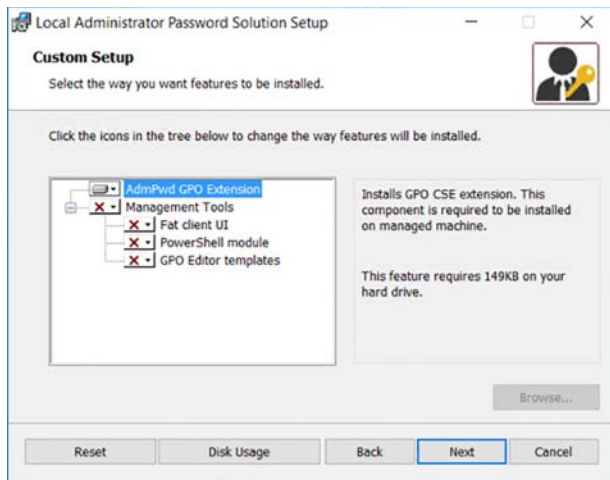 Local Administrator Password Solution Setup
Custom Setup
Select the way you want features to be installed.
Click the icons in the tree below to change the way features will be installed.
AdmPwd GPO Extension
Management Tools
Fat client UI
PowerShell module
GPO Editor templates
Installs GPO CSE extension. This
component is required to be installed
on managed machine.
This feature requires 149KB on your
hard drive.
Browse...
Reset Disk Usage Back Next Cancel